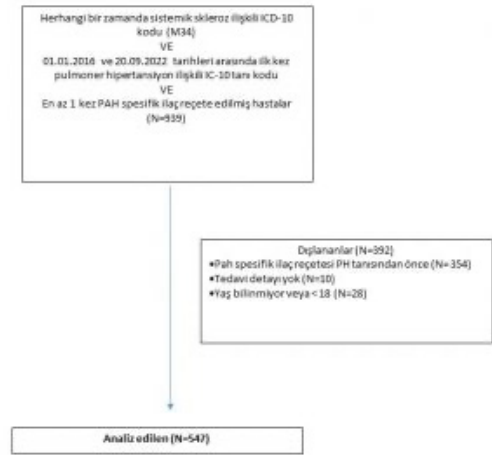 Herhangi bir zamanda sistemik skleroz ilişkili ICD-10
kodu (M34)
VE
01.01.2016 ve 20.09.2022 tarihleri arasında ilk kez
pulmoner hipertansiyon ilişkili IC-10 tanı kodu
VE
En az 1 kez PAH spesifik ilaç reçete edilmiş hastalar
(N=939)
Dışlananlar (N=392)
•Pah spesifik ilaç reçetesi PH tanısından önce (N=354)
•Tedavi detayı yok (N=10)
•Yaş bilinmiyor veya < 18 (N=28)
Analiz edilen (N=547)